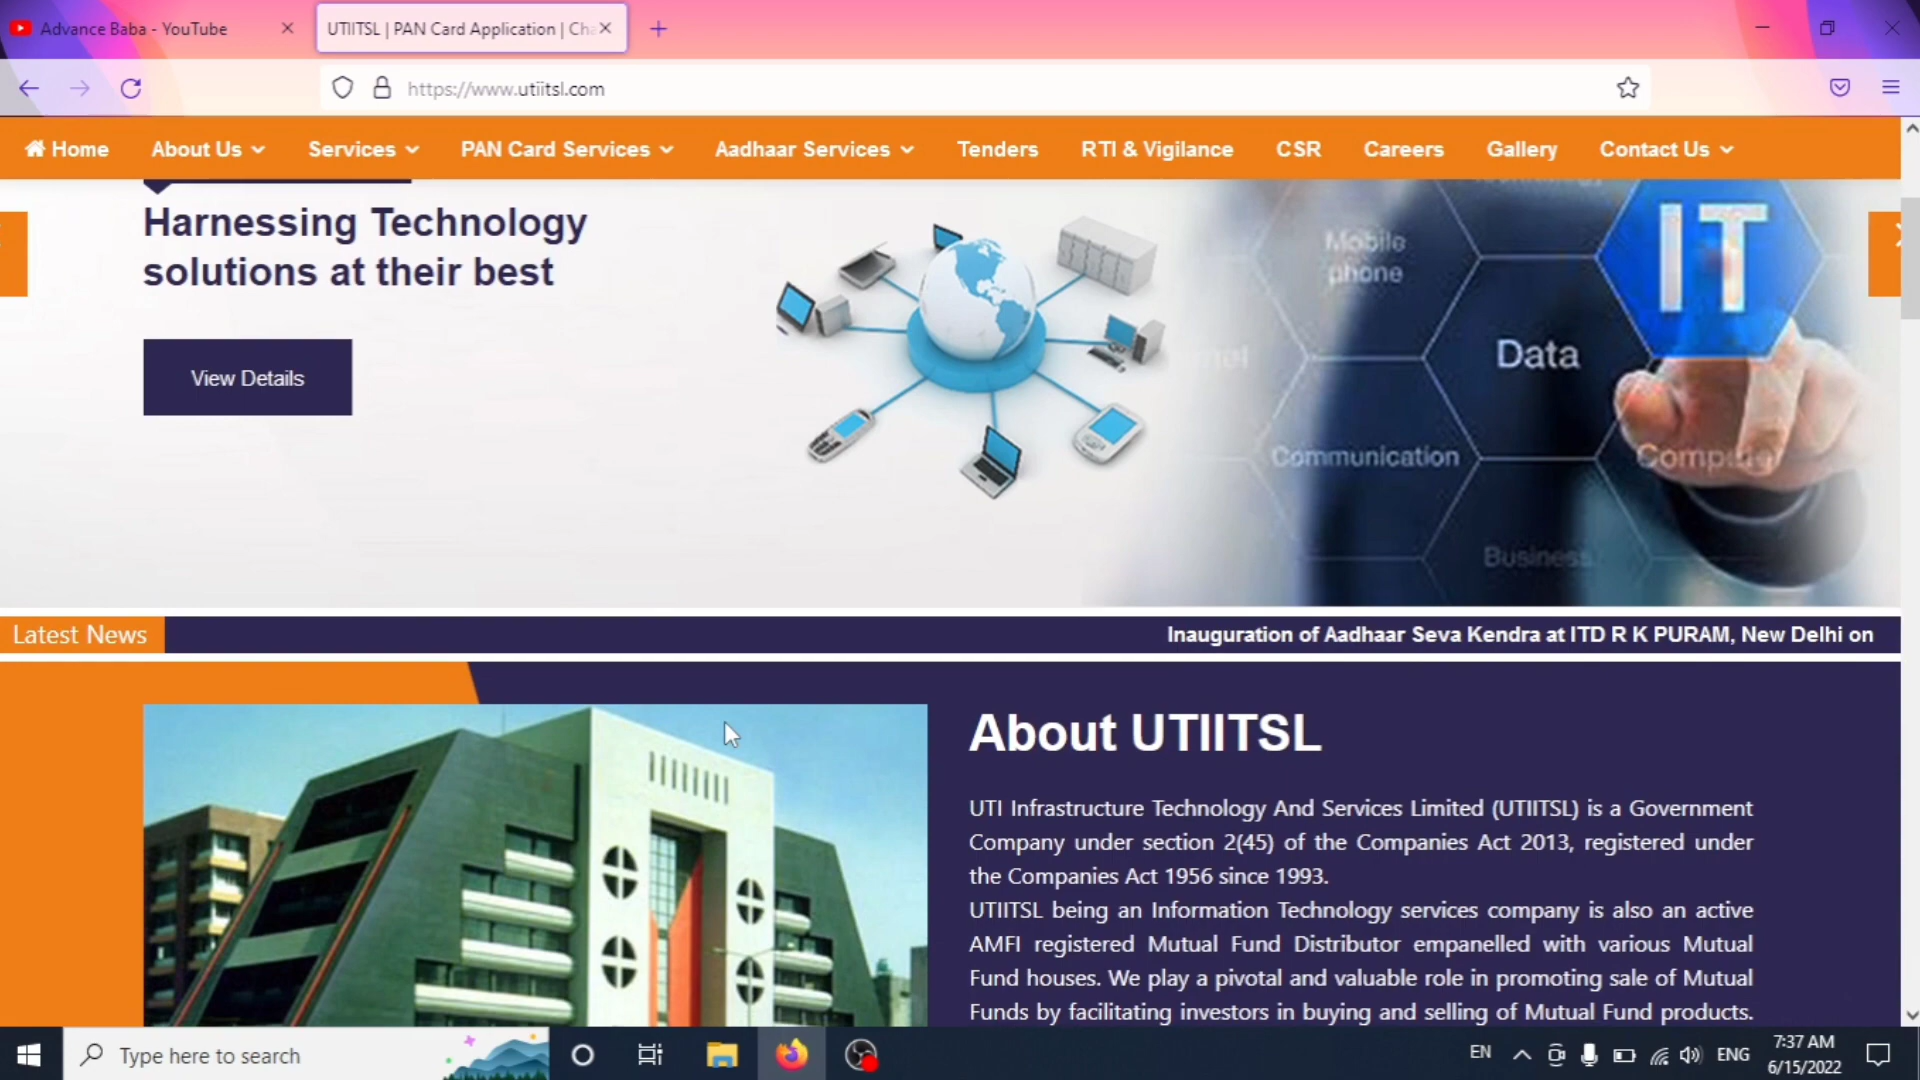 Advance Baba - YouTube
UTIITSL | PAN Card Application | Cha
https://www.utiitsl.com
Home About Us Services PAN Card Services Aadhaar Services Tenders RTI & Vigilance CSR Careers Gallery Contact Us
Harnessing Technology
solutions at their best
View Details
Mobile
phone
IT
Data
Communication
Computer
Business
Latest News
Inauguration of Aadhaar Seva Kendra at ITD R K PURAM, New Delhi on
About UTIITSL
UTI Infrastructure Technology And Services Limited (UTIITSL) is a Government
Company under section 2(45) of the Companies Act 2013, registered under
the Companies Act 1956 since 1993.
UTIITSL being an Information Technology services company is also an active
AMFI registered Mutual Fund Distributor empanelled with various Mutual
Fund houses. We play a pivotal and valuable role in promoting sale of Mutual
Funds by facilitating investors in buying and selling of Mutual Fund products.
Type here to search
EN
ENG
7:37 AM
6/15/2022